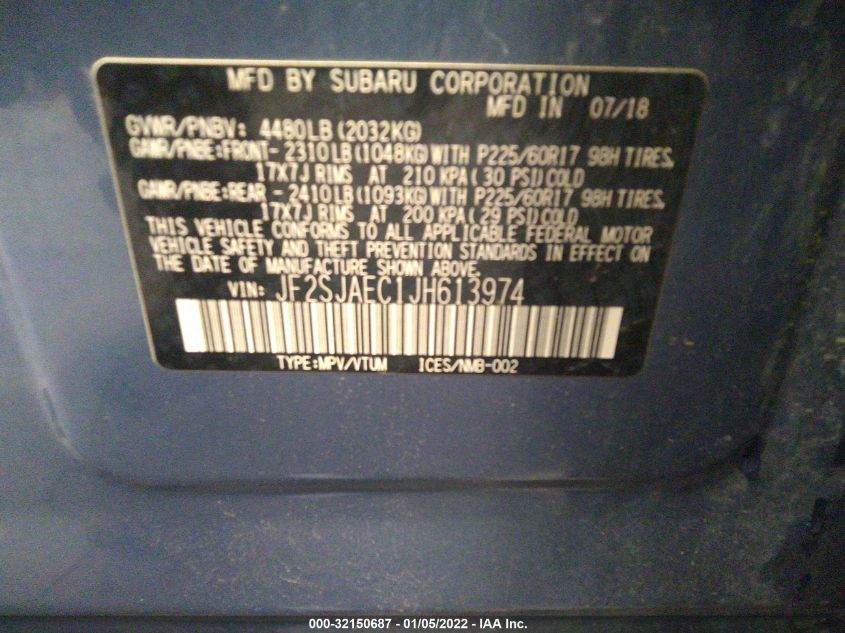 MFD BY SUBARU CORPORATION
MFD IN 07/18
GVWR/PNBV: 4480LB (2032KG)
GAWR/PNBE:FRONT- 2310 LB (1048KG) WITH P225/60R17 98H TIRES,
17X7J RIMS AT 210 KPA ( 30 PSI) COLD
GAWR/PNBE:REAR - 2410 LB (1093KG) WITH P225/60R17 98H TIRES,
17X7J RIMS AT 200 KPA ( 29 PSI) COLD
THIS VEHICLE CONFORMS TO ALL APPLICABLE FEDERAL MOTOR
VEHICLE SAFETY AND THEFT PREVENTION STANDARDS IN EFFECT ON
THE DATE OF MANUFACTURE SHOWN ABOVE.
VIN: JF2SJAEC1JH613974
TYPE:MPV/VTUM ICES/NMB-002
000-32150687 - 01/05/2022 - IAA Inc.